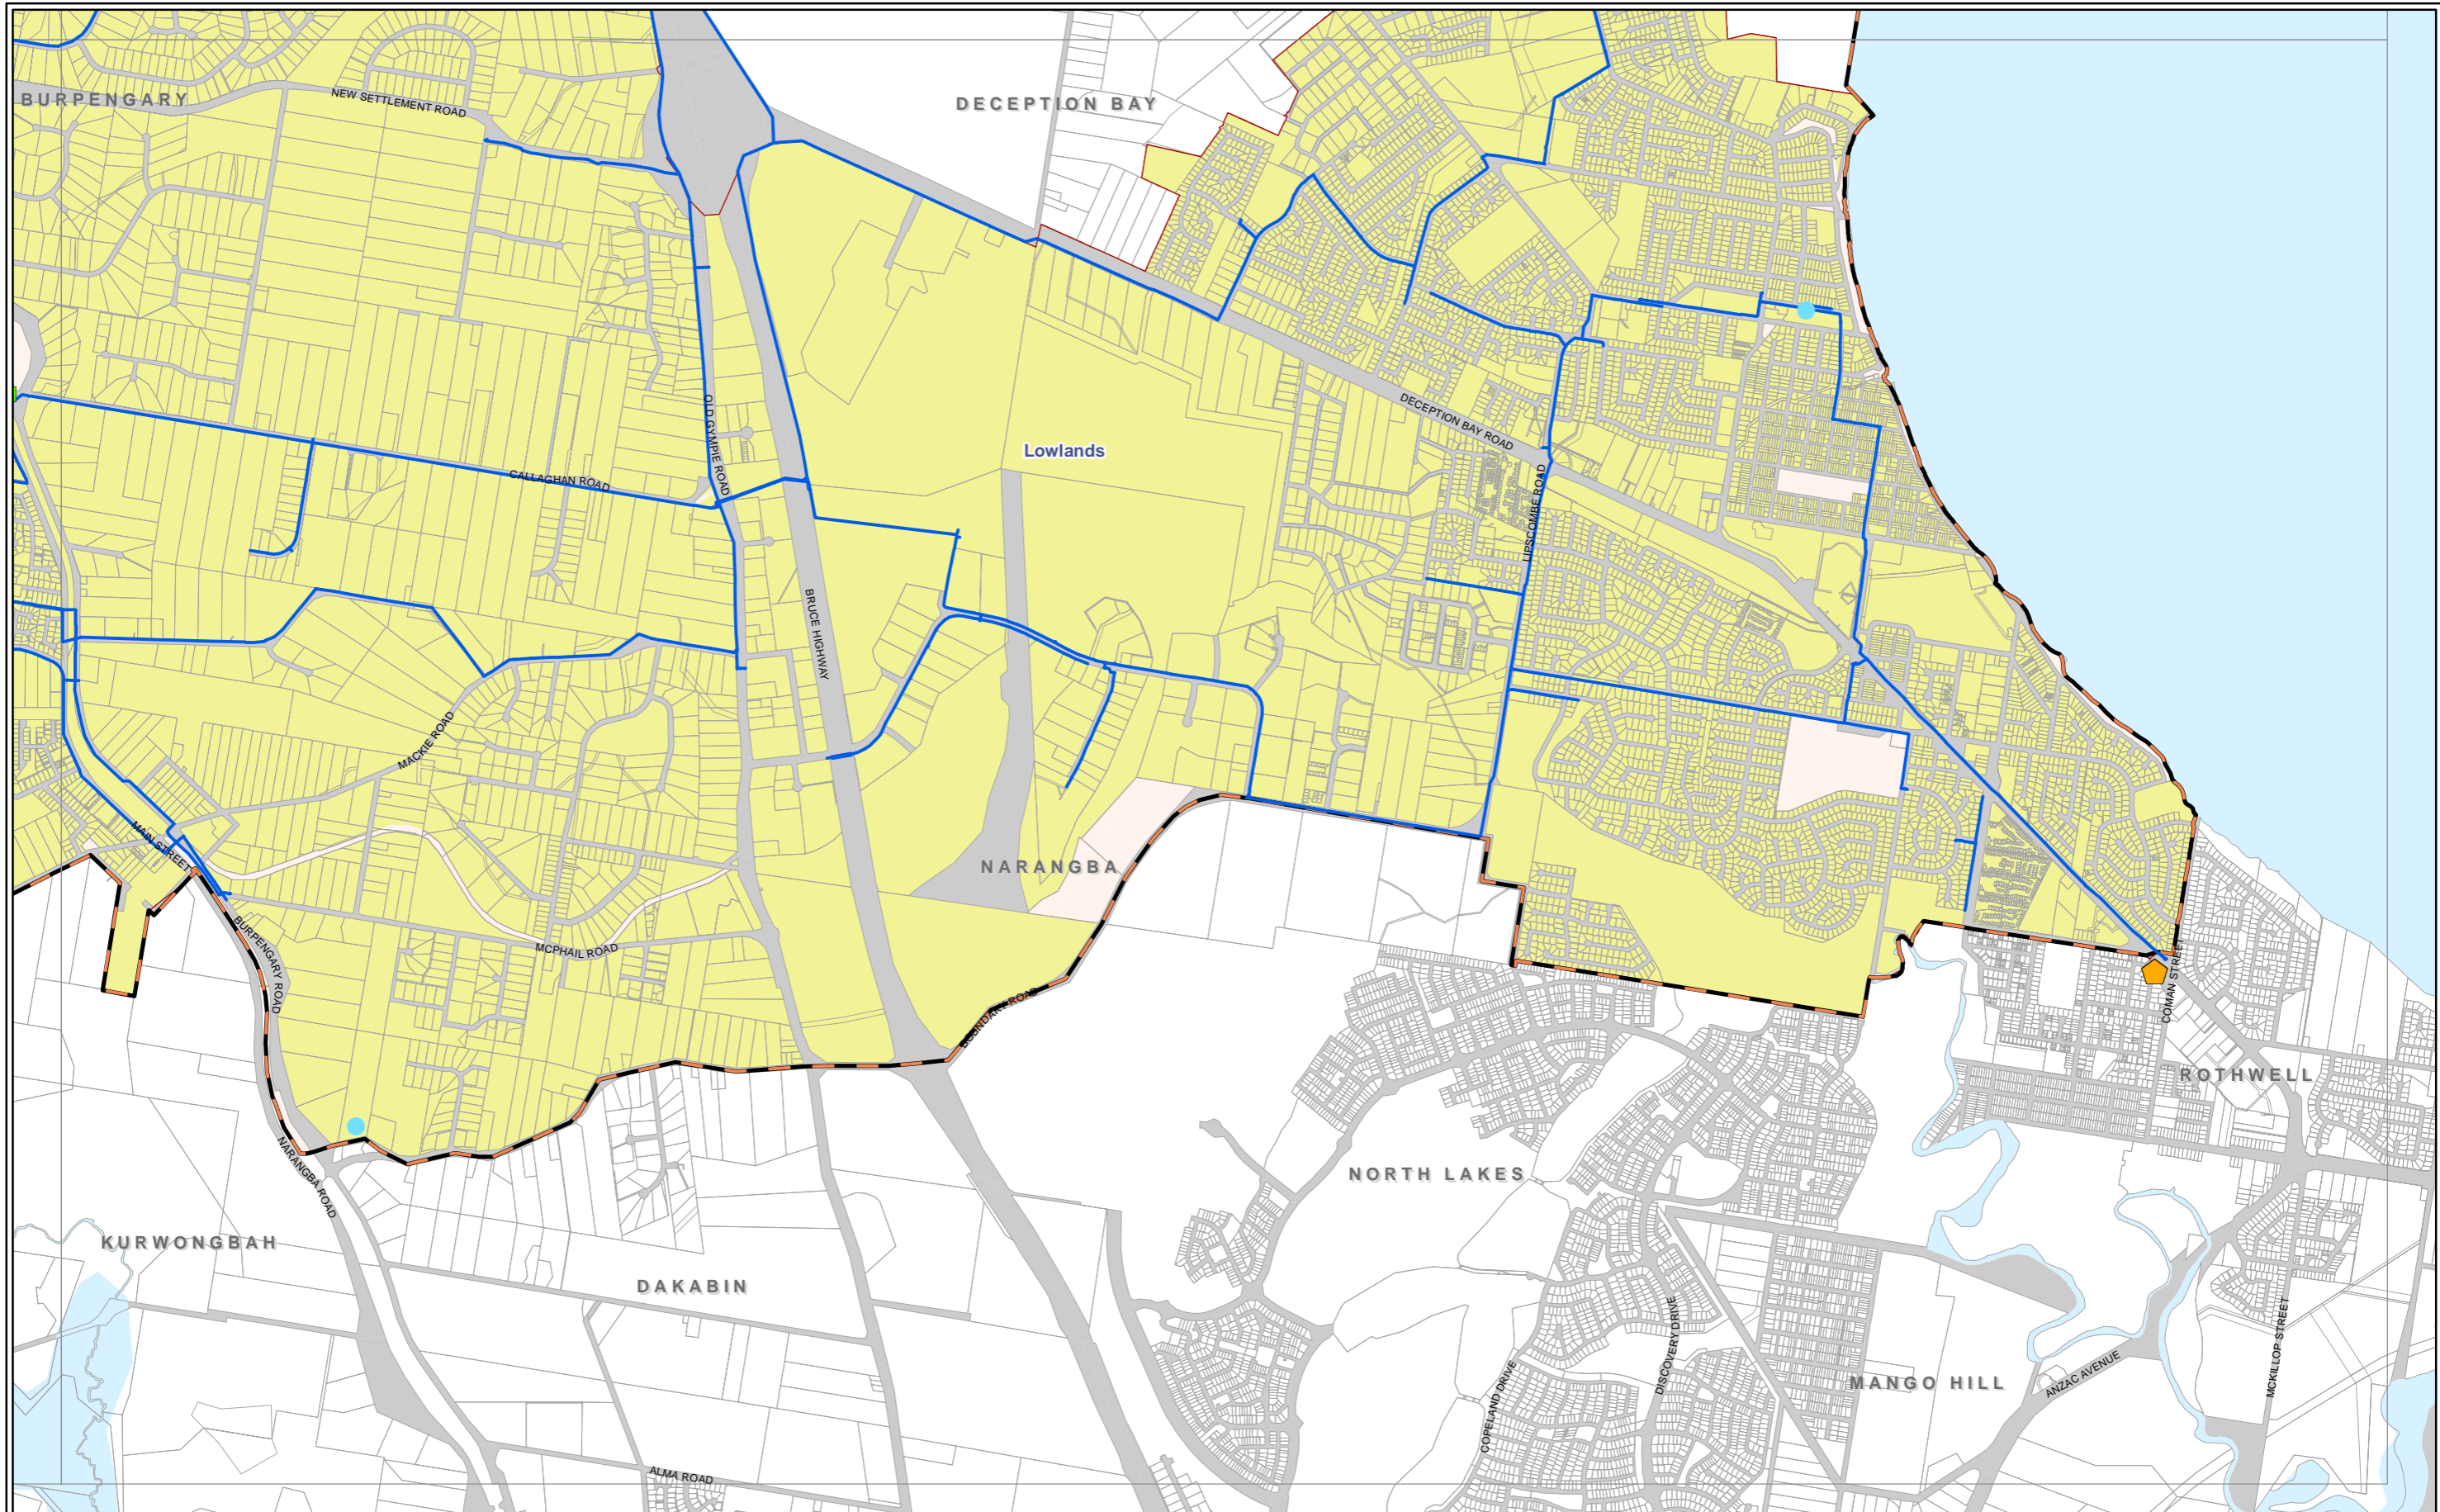 BURPENGARY
NEW SETTLEMENT ROAD
DECEPTION BAY
OLD GYMPIE ROAD
DECEPTION BAY ROAD
Lowlands
CALLAGHAN ROAD
LIPSCOMBE ROAD
BRUCE HIGHWAY
MACKIE ROAD
MAIN STREET
NARANGBA
MCPHAIL ROAD
BURPENGARY ROAD
BOUNDARY ROAD
COMAN STREET
ROTHWELL
NARANGBA ROAD
NORTH LAKES
KURWONGBAH
DAKABIN
DISCOVERY DRIVE
MCKILLOP STREET
MANGO HILL
ANZAC AVENUE
COPELAND DRIVE
ALMA ROAD